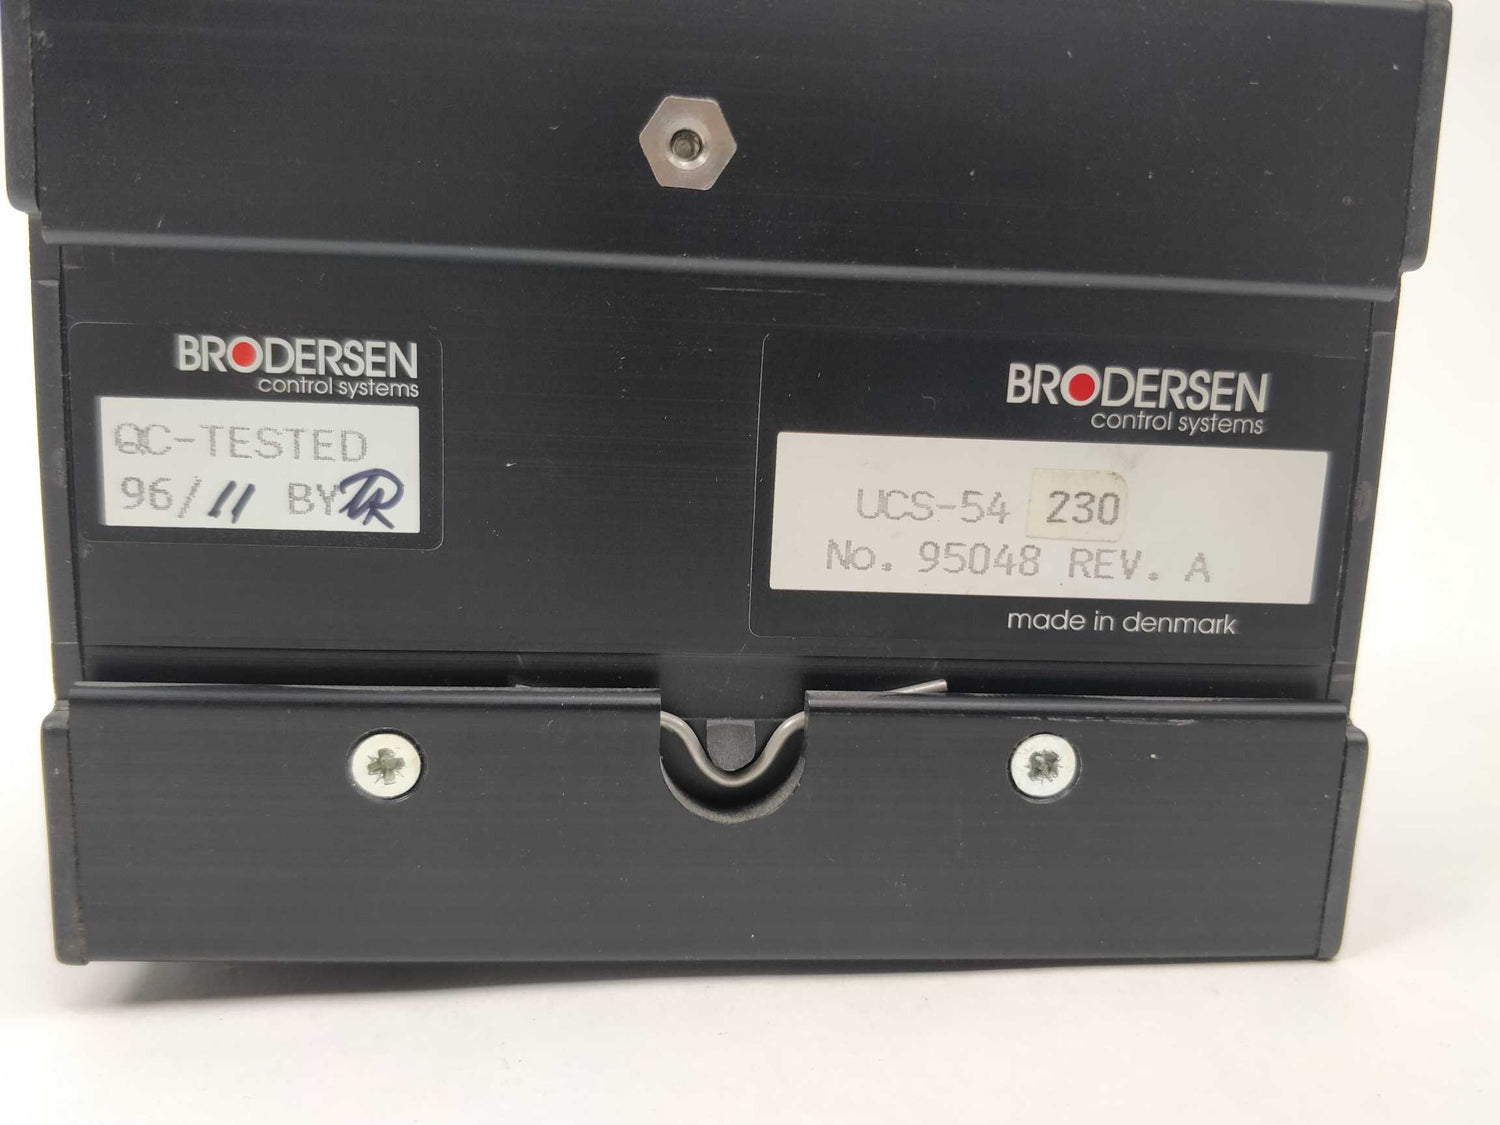 BRODERSEN
control systems
QC-TESTED
96/11 BY TR
BRODERSEN
control systems
UCS-54 230
No. 95048 REV. A
made in denmark